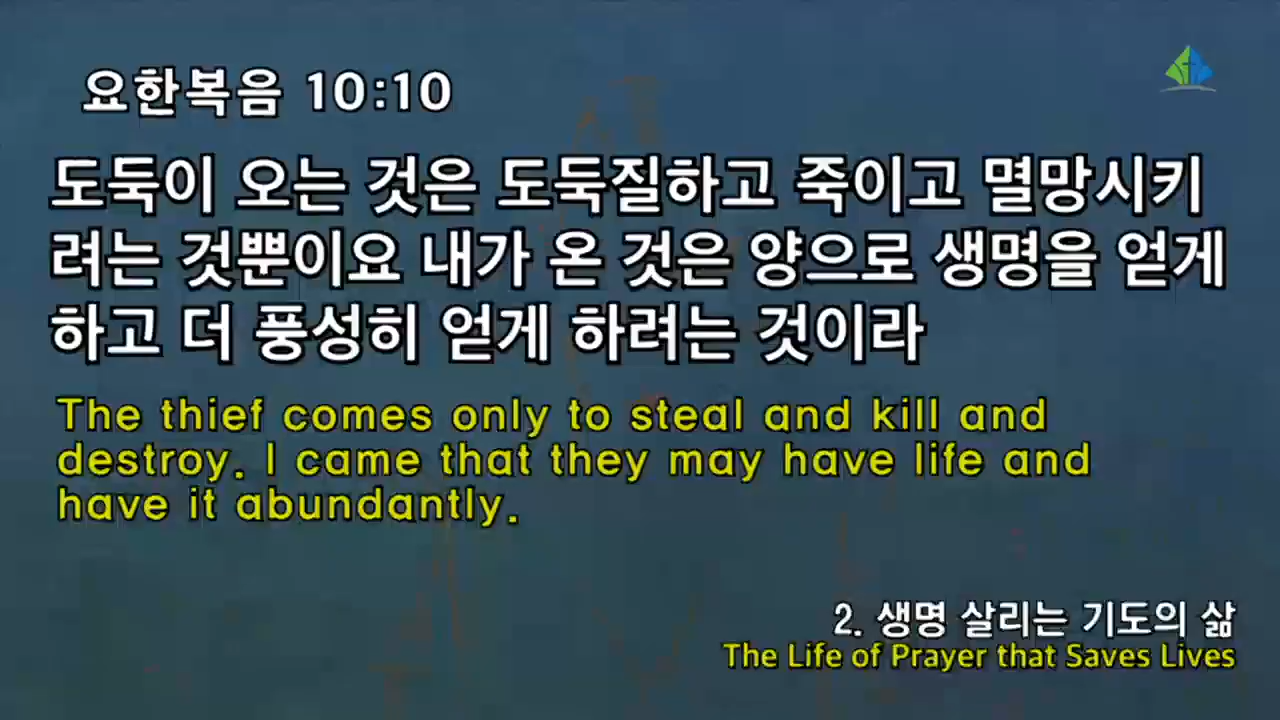 요한복음 10:10
도둑이 오는 것은 도둑질하고 죽이고 멸망시키
려는 것뿐이요 내가 온 것은 양으로 생명을 얻게
하고 더 풍성히 얻게 하려는 것이라
The thief comes only to steal and kill and
destroy. I came that they may have life and
have it abundantly.
2. 생명 살리는 기도의 삶
The Life of Prayer that Saves Lives